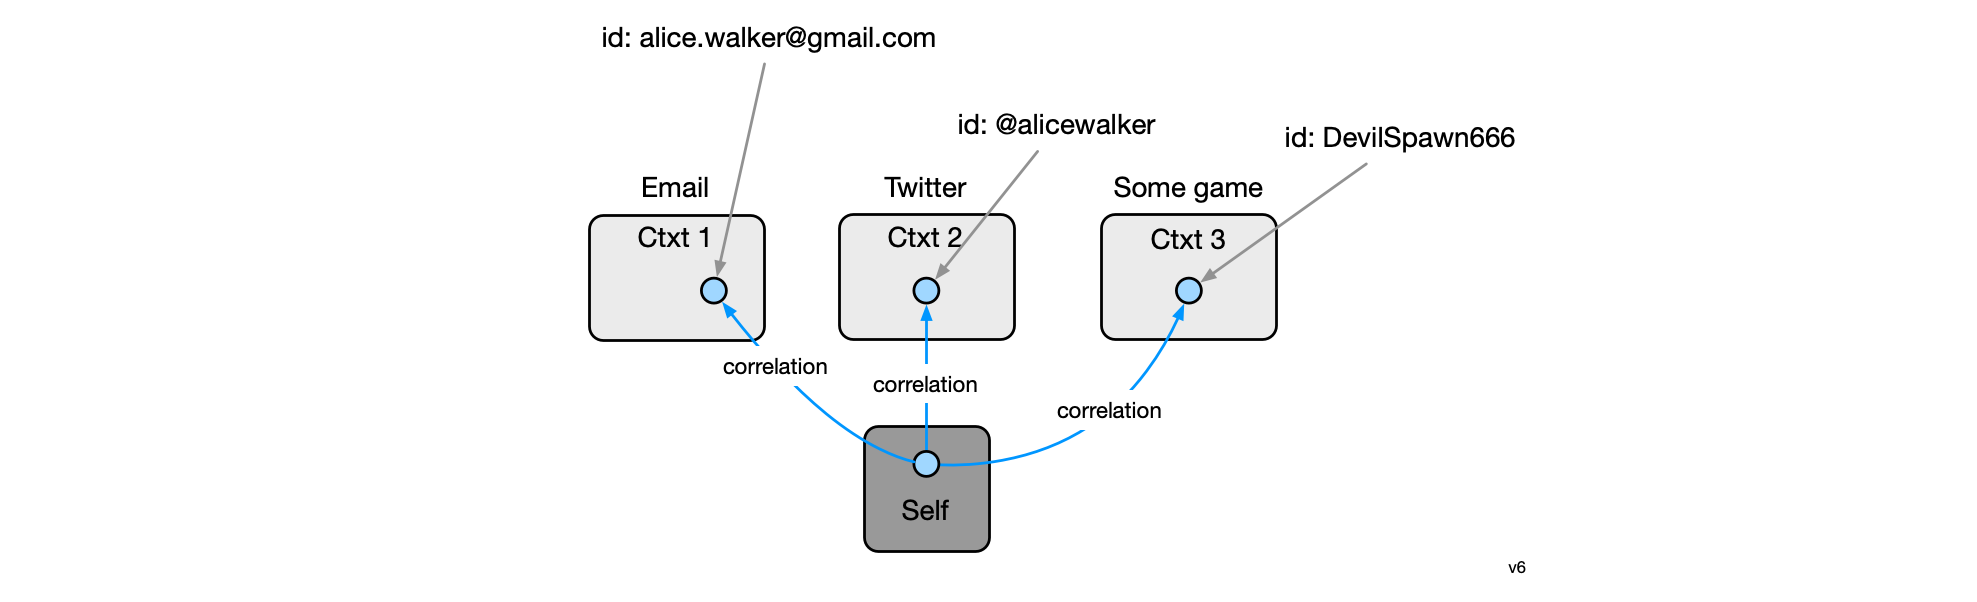 id: alice.walker@gmail.com
id: @alicewalker
id: DevilSpawn666
Email
Twitter
Some game
Ctxt 1
Ctxt 2
Ctxt 3
correlation
correlation
correlation
Self
v6